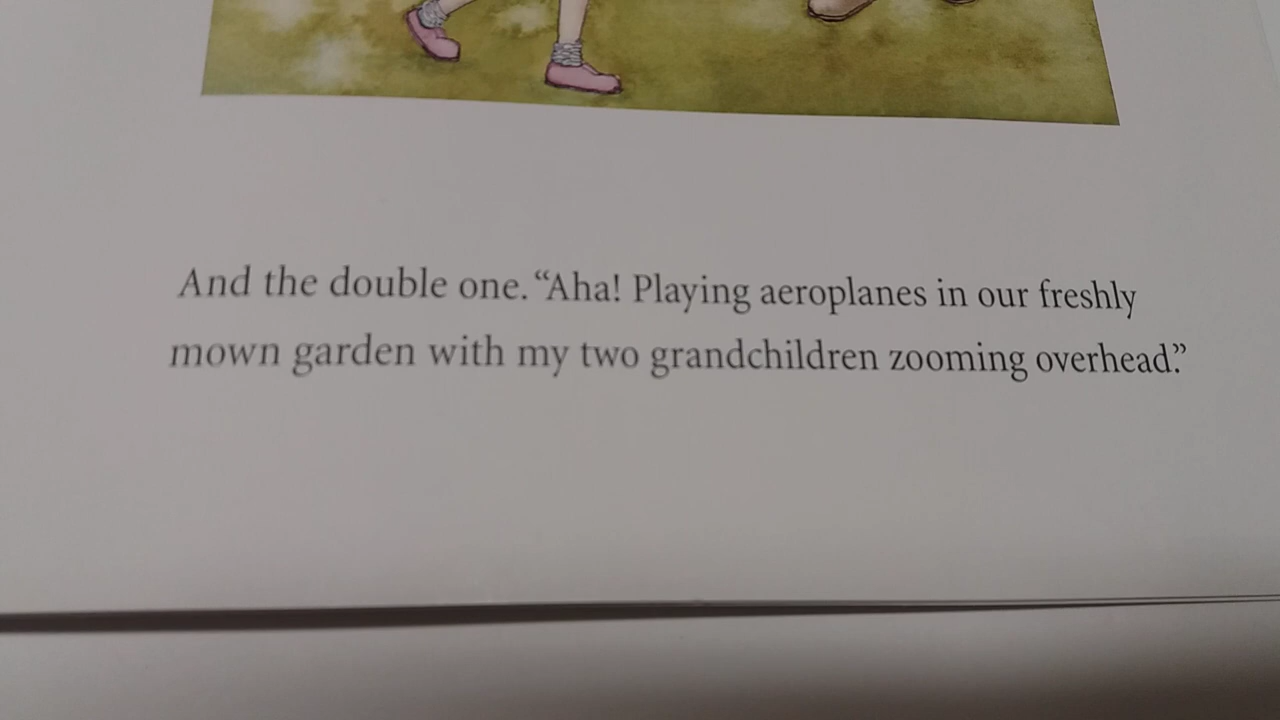 And the double one. “Aha! Playing aeroplanes in our freshly
mown garden with my two grandchildren zooming overhead.”